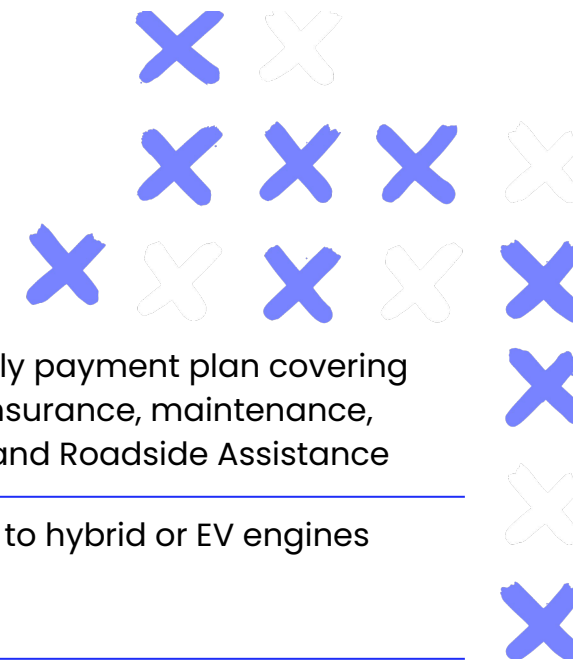 ly payment plan covering
nsurance, maintenance,
and Roadside Assistance
to hybrid or EV engines